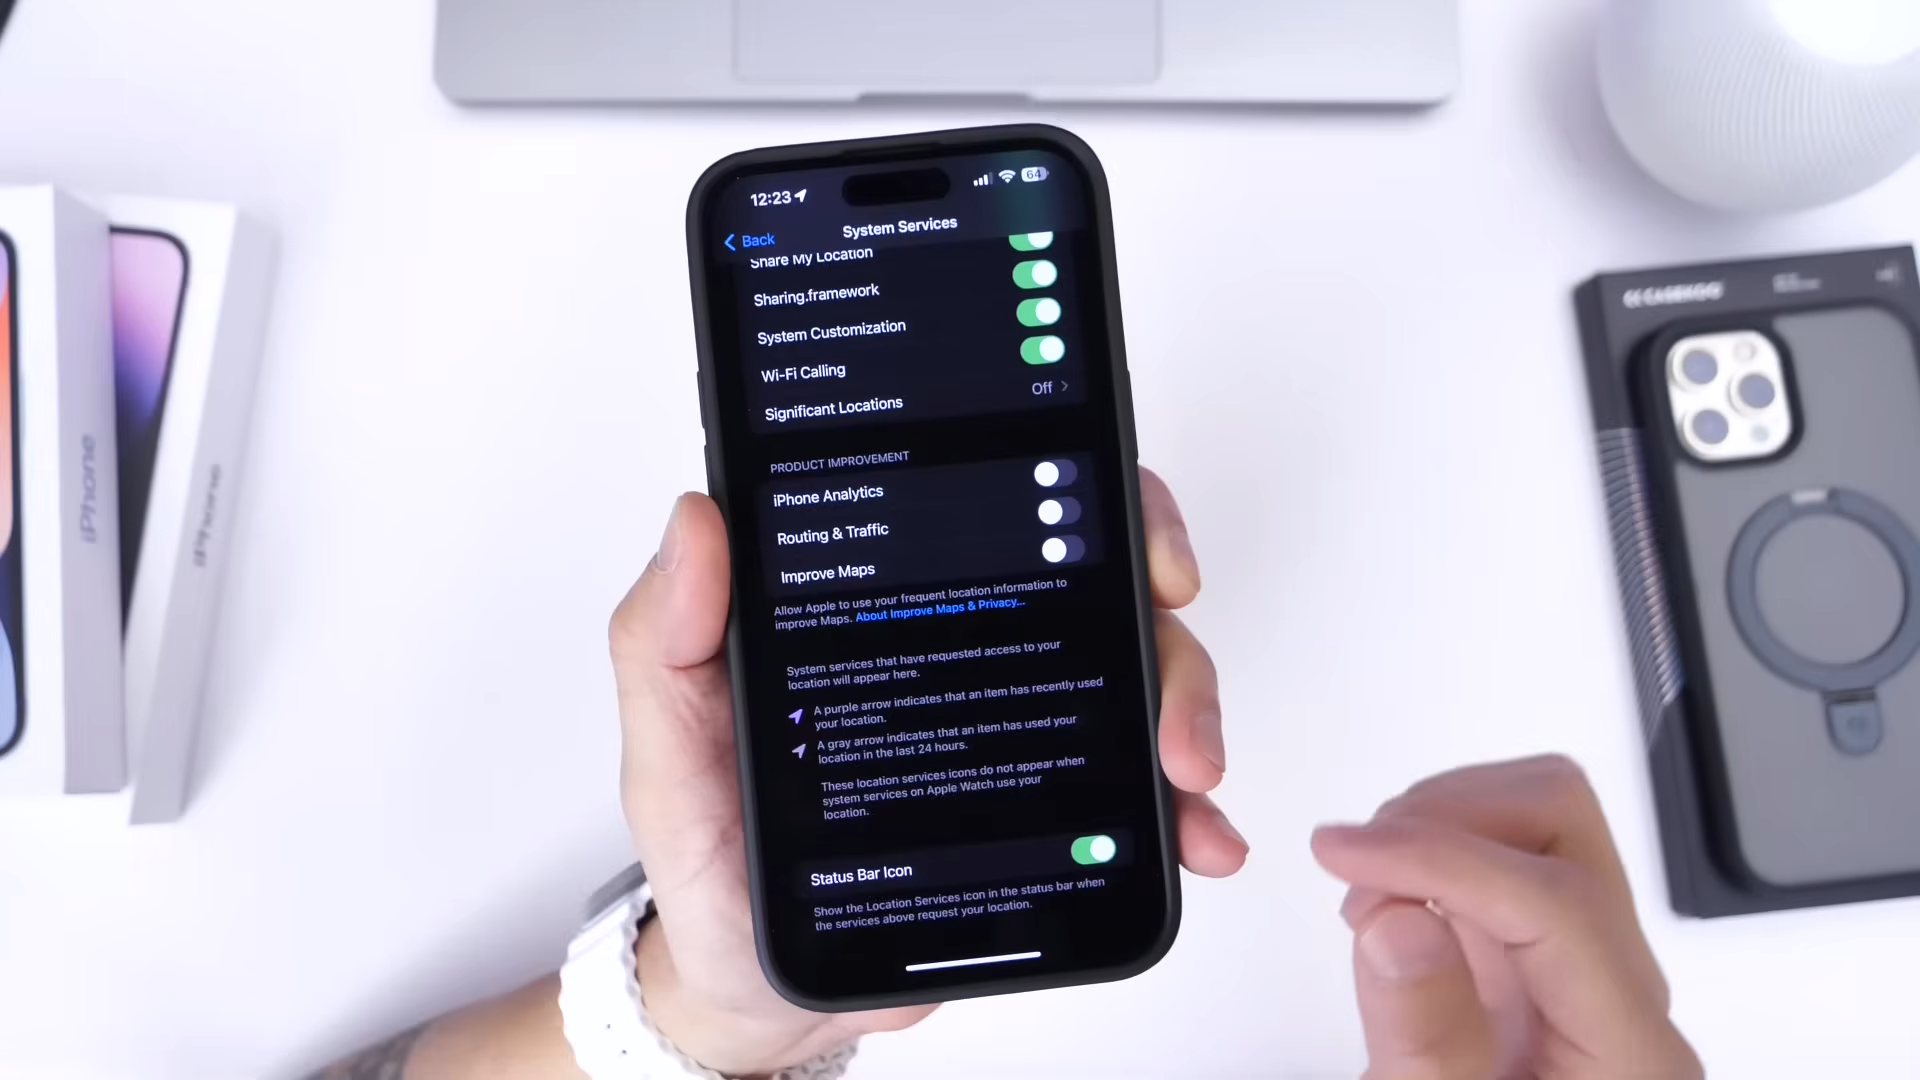 12:23
64
Back
System Services
Share My Location
Sharing.framework
System Customization
Wi-Fi Calling
Significant Locations
Off
PRODUCT IMPROVEMENT
iPhone Analytics
Routing & Traffic
Improve Maps
Allow Apple to use your frequent location information to
improve Maps. About Improve Maps & Privacy...
System services that have requested access to your
location will appear here.
A purple arrow indicates that an item has recently used
your location.
A gray arrow indicates that an item has used your
location in the last 24 hours.
These location services icons do not appear when
system services on Apple Watch use your
location.
Status Bar Icon
Show the Location Services icon in the status bar when
the services above request your location.
iPhone
iPhone
CASEKOO